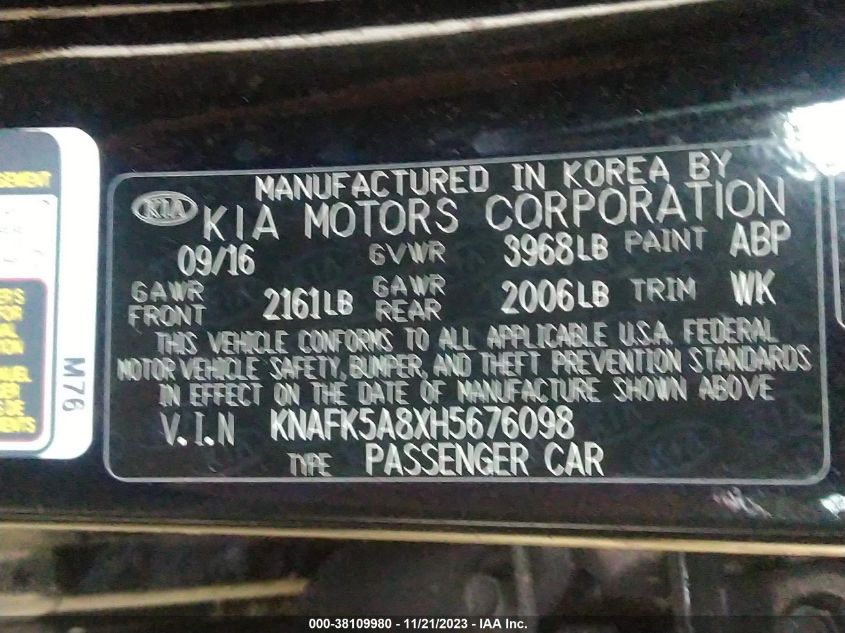 MANUFACTURED IN KOREA BY
KIA KIA MOTORS CORPORATION
09/16 GVWR 3968LB PAINT ABP
GAWR FRONT 2161LB GAWR REAR 2006LB TRIM WK
THIS VEHICLE CONFORMS TO ALL APPLICABLE U.S.A. FEDERAL
MOTOR VEHICLE SAFETY, BUMPER, AND THEFT PREVENTION STANDARDS
IN EFFECT ON THE DATE OF MANUFACTURE SHOWN ABOVE
V.I.N KNAFK5A8XH5676098
TYPE PASSENGER CAR
M76
000-38109980 - 11/21/2023 - IAA Inc.